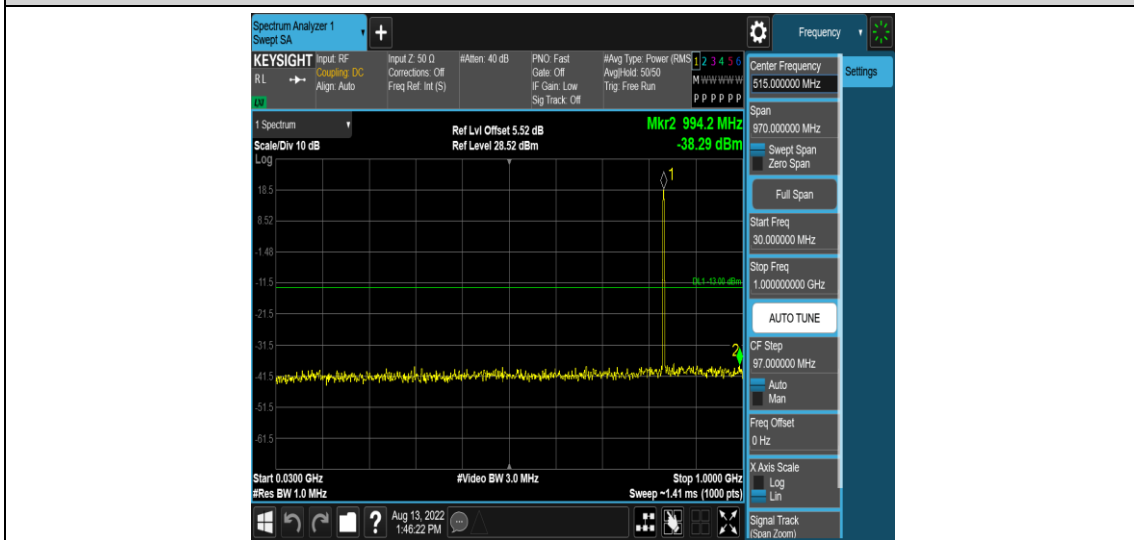 Spectrum Analyzer 1
Swept SA
+
Frequency
KEYSIGHT
RL
LNI
Input: RF
Coupling: DC
Align: Auto
Input Z: 50 Ω
Corrections: Off
Freq Ref: Int (S)
#Atten: 40 dB
PNO: Fast
Gate: Off
IF Gain: Low
Sig Track: Off
#Avg Type: Power (RMS
Avg|Hold: 50/50
Trig: Free Run
1 2 3 4 5 6
M W W W W W
P P P P P P
1 Spectrum
Scale/Div 10 dB
Ref Lvl Offset 5.52 dB
Ref Level 28.52 dBm
Mkr2 994.2 MHz
-38.29 dBm
Log
1
18.5
8.52
-1.48
-11.5
DL1 -13.00 dBm
-21.5
-31.5
2
-41.5
-51.5
-61.5
Start 0.0300 GHz
#Video BW 3.0 MHz
Stop 1.0000 GHz
#Res BW 1.0 MHz
Sweep ~1.41 ms (1000 pts)
?
Aug 13, 2022
1:46:22 PM
Center Frequency
515.000000 MHz
Settings
Span
970.000000 MHz
Swept Span
Zero Span
Full Span
Start Freq
30.000000 MHz
Stop Freq
1.000000000 GHz
AUTO TUNE
CF Step
97.000000 MHz
Auto
Man
Freq Offset
0 Hz
X Axis Scale
Log
Lin
Signal Track
(Span Zoom)